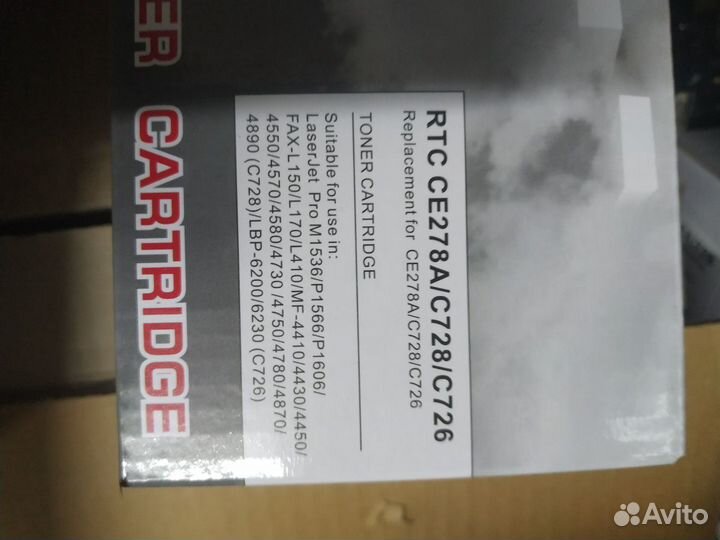 RTC CE278A/C728/C726
Replacement for CE278A/C728/C726
TONER CARTRIDGE
Suitable for use in:
LaserJet Pro M1536/P1566/P1606/
FAX-L150/L170/L410/MF-4410/4430/4450/
4550/4570/4580/4730/4750/4780/4870/
4890 (C728)/LBP-6200/6230 (C726)
ER CARTRIDGE
Avito